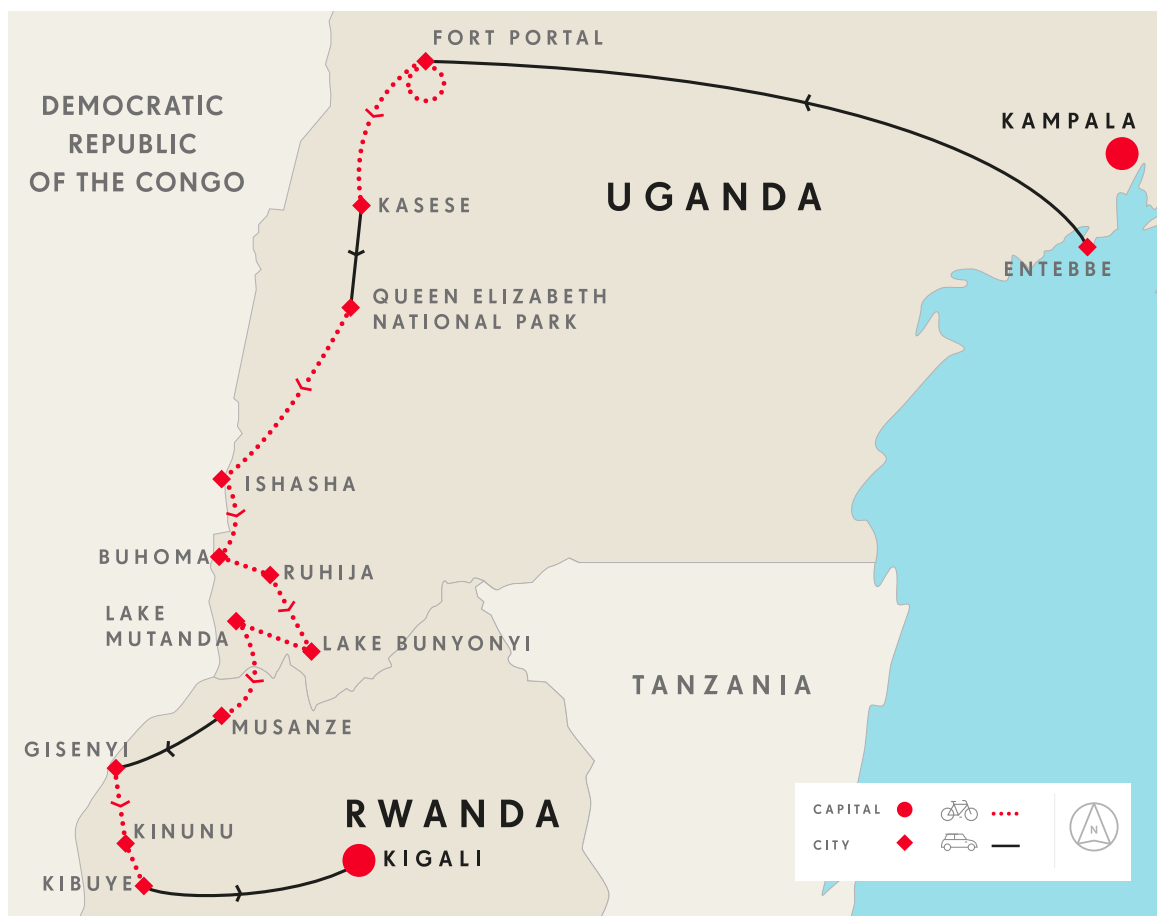 FORT PORTAL
DEMOCRATIC
REPUBLIC
OF THE CONGO
KAMPALA
UGANDA
KASESE
ENTEBBE
QUEEN ELIZABETH
NATIONAL PARK
ISHASHA
BUHOMA
RUHIJA
LAKE
MUTANDA
LAKE BUNYONYI
TANZANIA
MUSANZE
GISENYI
RWANDA
KINUNU
KIGALI
KIBUYE
CAPITAL
CITY
N